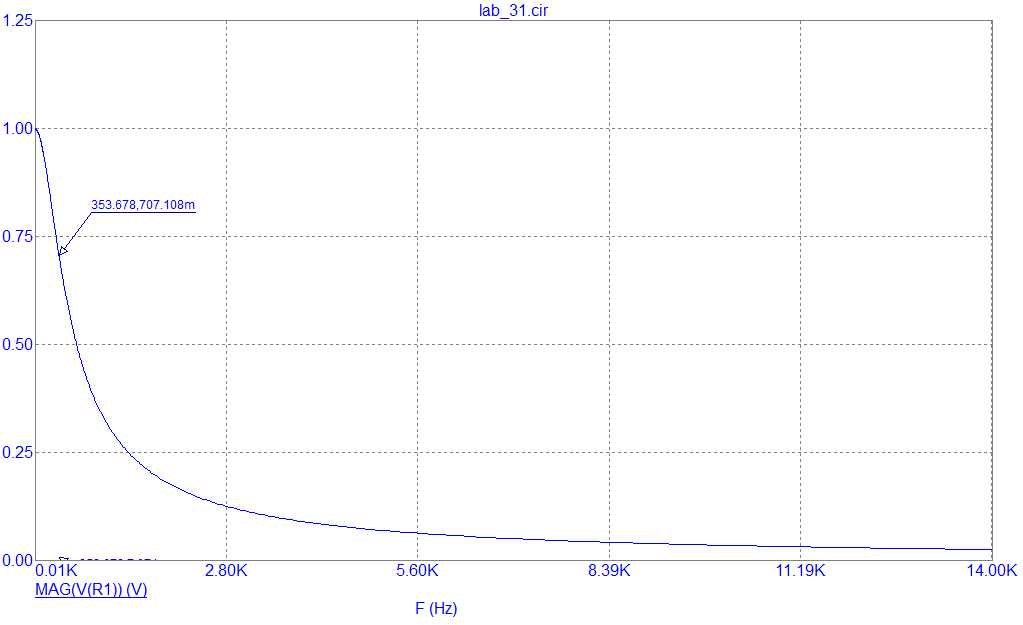 lab_31.cir
1.25
1.00
353.678,707.108m
0.75
0.50
0.25
0.00
0.01K 2.80K 5.60K 8.39K 11.19K 14.00K
MAG(V(R1)) (V)
F (Hz)